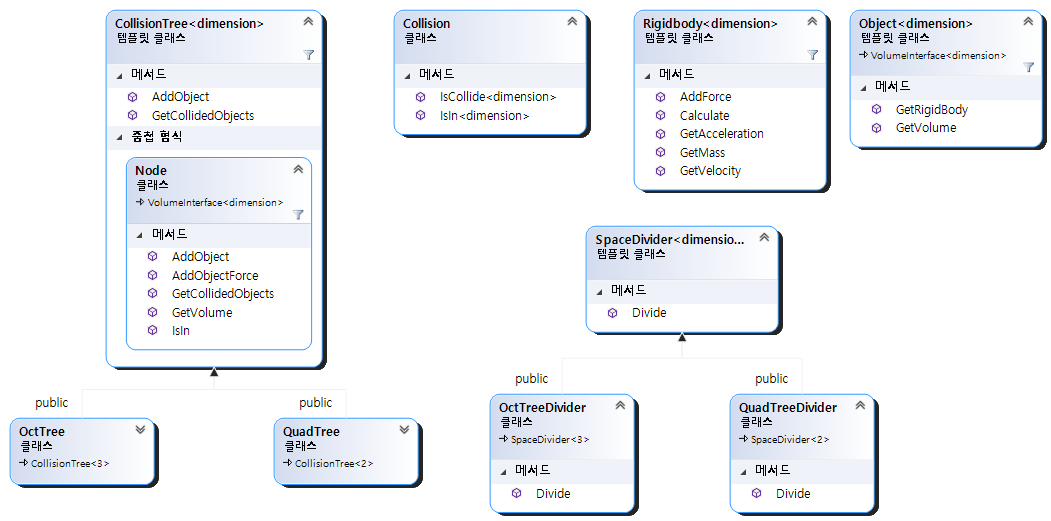 CollisionTree<dimension>
템플릿 클래스
메서드
AddObject
GetCollidedObjects
중첩 형식
Node
클래스
VolumeInterface<dimension>
메서드
AddObject
AddObjectForce
GetCollidedObjects
GetVolume
IsIn
Collision
클래스
메서드
IsCollide<dimension>
IsIn<dimension>
Rigidbody<dimension>
템플릿 클래스
메서드
AddForce
Calculate
GetAcceleration
GetMass
GetVelocity
Object<dimension>
템플릿 클래스
VolumeInterface<dimension>
메서드
GetRigidBody
GetVolume
SpaceDivider<dimensio...
템플릿 클래스
메서드
Divide
public
public
public
public
OctTree
클래스
CollisionTree<3>
QuadTree
클래스
CollisionTree<2>
OctTreeDivider
클래스
SpaceDivider<3>
메서드
Divide
QuadTreeDivider
클래스
SpaceDivider<2>
메서드
Divide